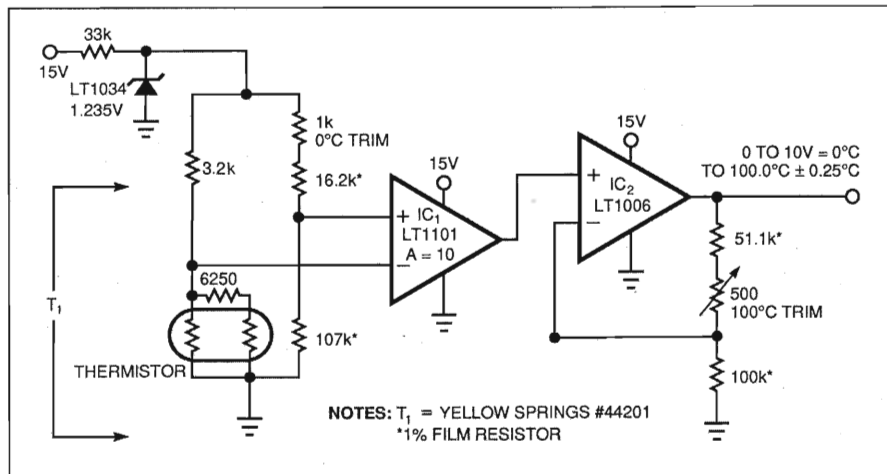 33k
15V
LT1034
1.235V
3.2k
1k
0°C TRIM
16.2k*
15V
+
IC1
LT1101
A = 10
−
15V
+
IC2
LT1006
−
0 TO 10V = 0°C
TO 100.0°C ± 0.25°C
51.1k*
500
100°C TRIM
100k*
T1
6250
107k*
THERMISTOR
NOTES: T1 = YELLOW SPRINGS #44201
*1% FILM RESISTOR